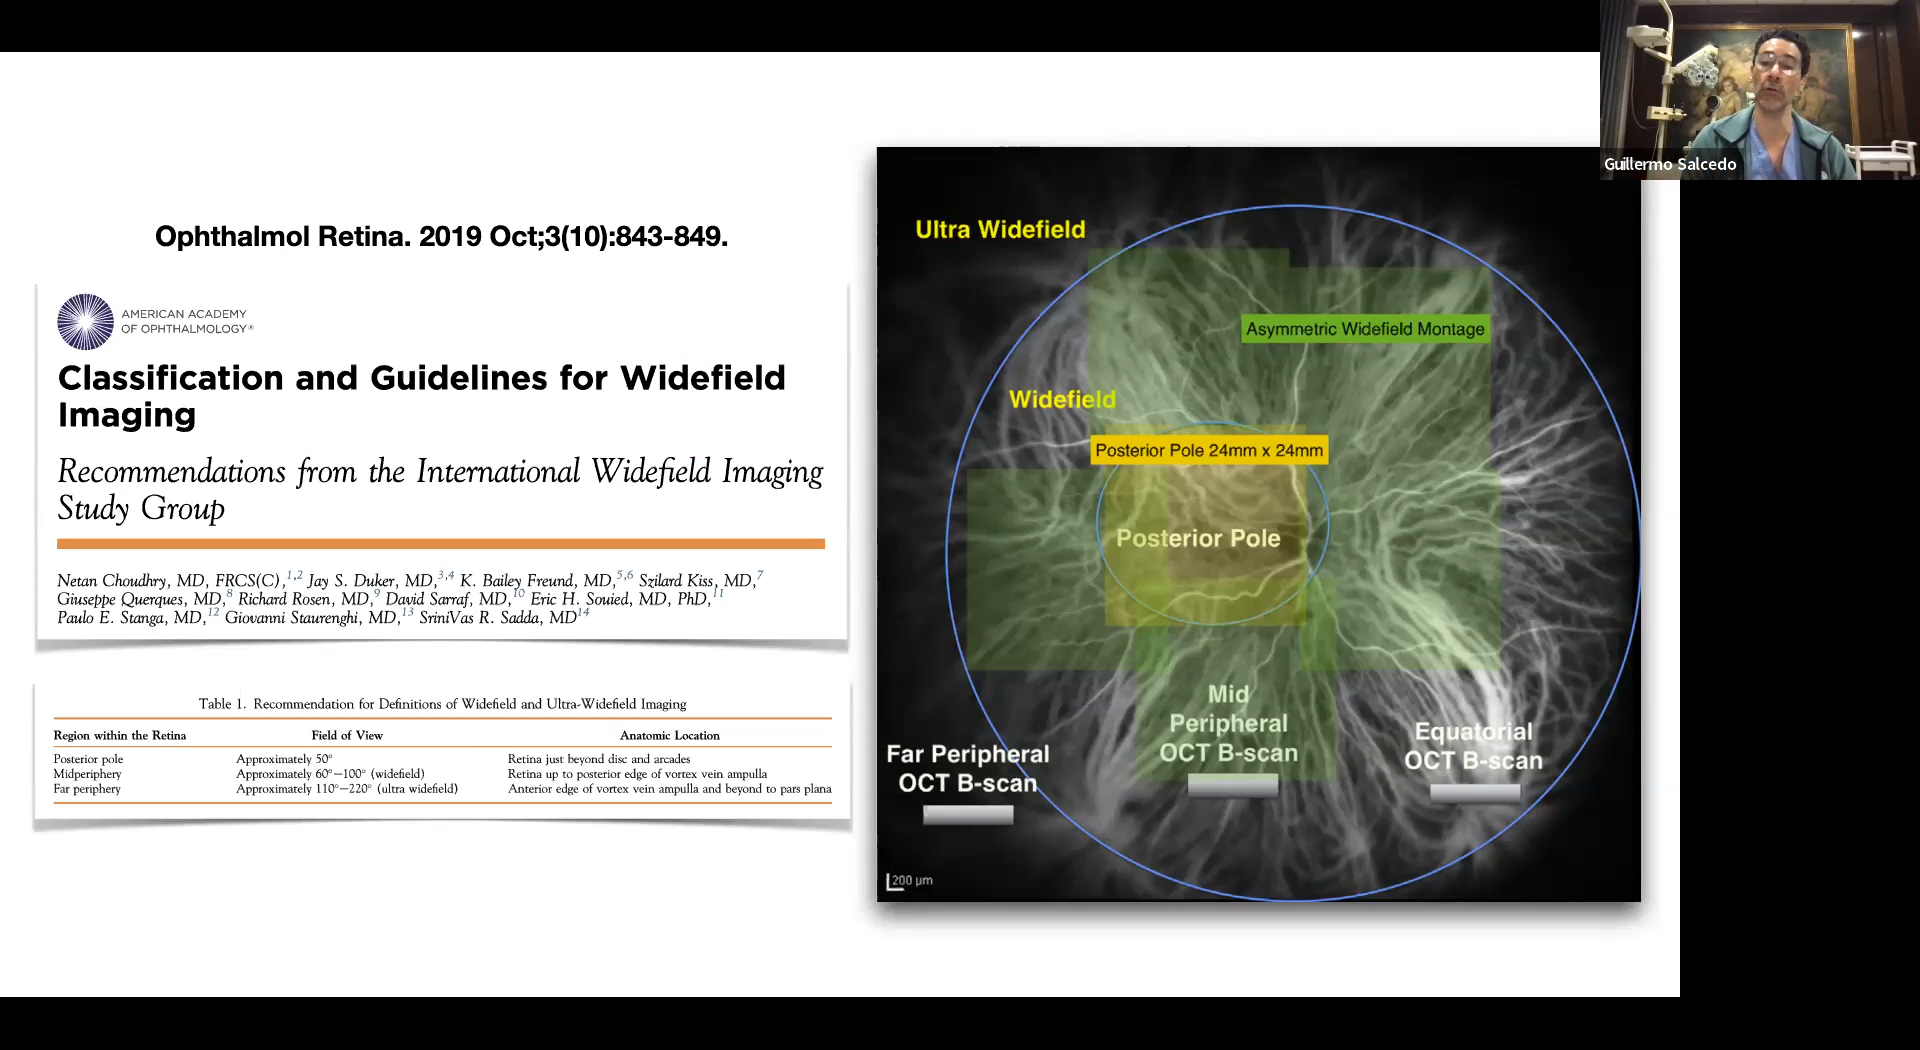 Guillermo Salcedo
Ophthalmol Retina. 2019 Oct;3(10):843-849.
AMERICAN ACADEMY
OF OPHTHALMOLOGY®
Classification and Guidelines for Widefield
Imaging
Recommendations from the International Widefield Imaging
Study Group
Netan Choudhry, MD, FRCS(C),1,2 Jay S. Duker, MD,3,4 K. Bailey Freund, MD,5,6 Szilard Kiss, MD,7
Giuseppe Querques, MD,8 Richard Rosen, MD,9 David Sarraf, MD,10 Eric H. Souied, MD, PhD,11
Paulo E. Stanga, MD,12 Giovanni Staurenghi, MD,13 SriniVas R. Sadda, MD14
Table 1. Recommendation for Definitions of Widefield and Ultra-Widefield Imaging
Region within the Retina Field of View Anatomic Location
Posterior pole Approximately 50° Retina just beyond disc and arcades
Midperiphery Approximately 60°–100° (widefield) Retina up to posterior edge of vortex vein ampulla
Far periphery Approximately 110°–220° (ultra widefield) Anterior edge of vortex vein ampulla and beyond to pars plana
Ultra Widefield
Asymmetric Widefield Montage
Widefield
Posterior Pole 24mm x 24mm
Posterior Pole
Mid
Peripheral
OCT B-scan
Equatorial
OCT B-scan
Far Peripheral
OCT B-scan
200 µm